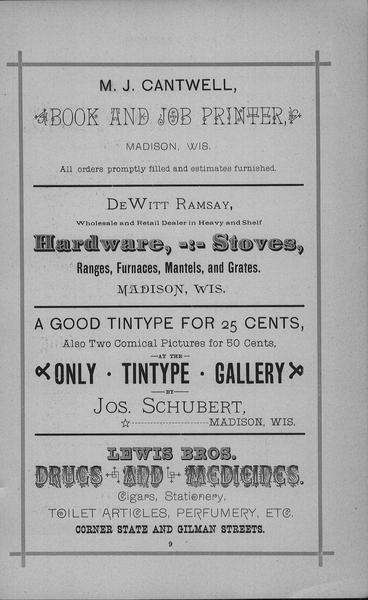 M. J. CANTWELL,
BOOK AND JOB PRINTER,
MADISON, WIS.
All orders promptly filled and estimates furnished.
DEWITT RAMSAY,
Wholesale and Retail Dealer in Heavy and Shelf
Hardware, -:- Stoves,
Ranges, Furnaces, Mantels, and Grates.
MADISON, WIS.
A GOOD TINTYPE FOR 25 CENTS,
Also Two Comical Pictures for 50 Cents,
—AT THE—
ONLY · TINTYPE · GALLERY
—BY—
JOS. SCHUBERT,
☆--------------------MADISON, WIS.
LEWIS BROS.
DRUGS AND MEDICINES.
Cigars, Stationery,
TOILET ARTICLES, PERFUMERY, ETC.
CORNER STATE AND GILMAN STREETS.
9